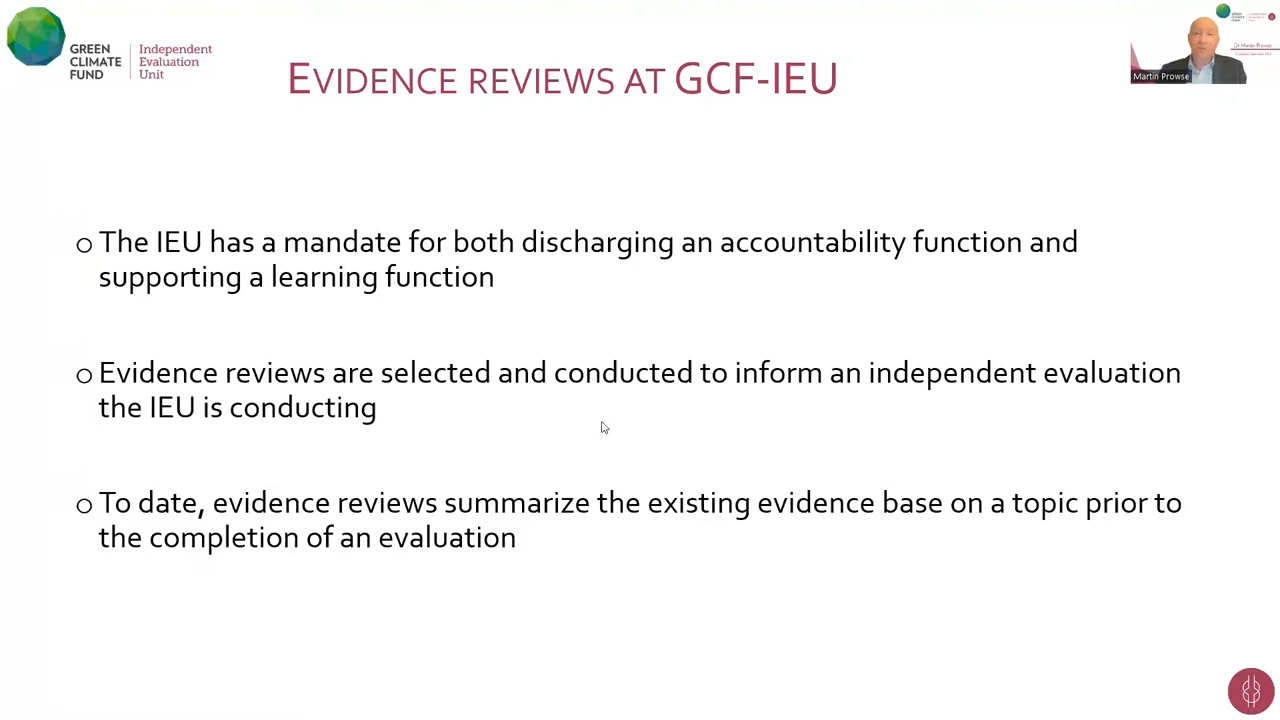 GREEN
CLIMATE
FUND
Independent
Evaluation
Unit
EVIDENCE REVIEWS AT GCF-IEU
Martin Prowse
Dr Martin Prowse
o The IEU has a mandate for both discharging an accountability function and
supporting a learning function
o Evidence reviews are selected and conducted to inform an independent evaluation
the IEU is conducting
o To date, evidence reviews summarize the existing evidence base on a topic prior to
the completion of an evaluation